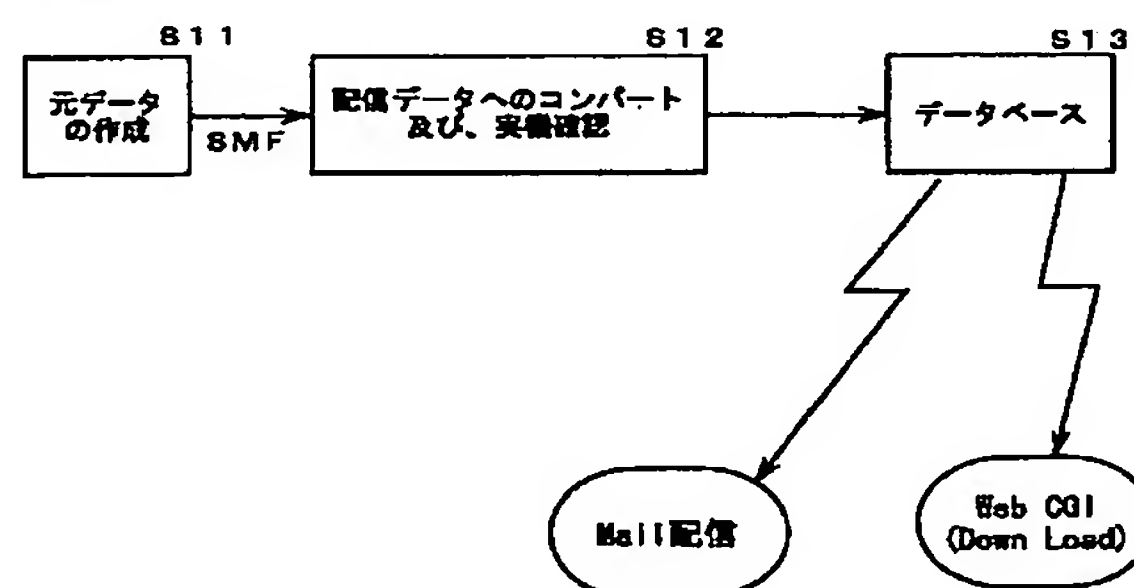 S11
元データ
の作成
SMF
S12
配信データへのコンバート
及び、実機確認
S13
データベース
Mail配信
Web CGI
(Down Load)